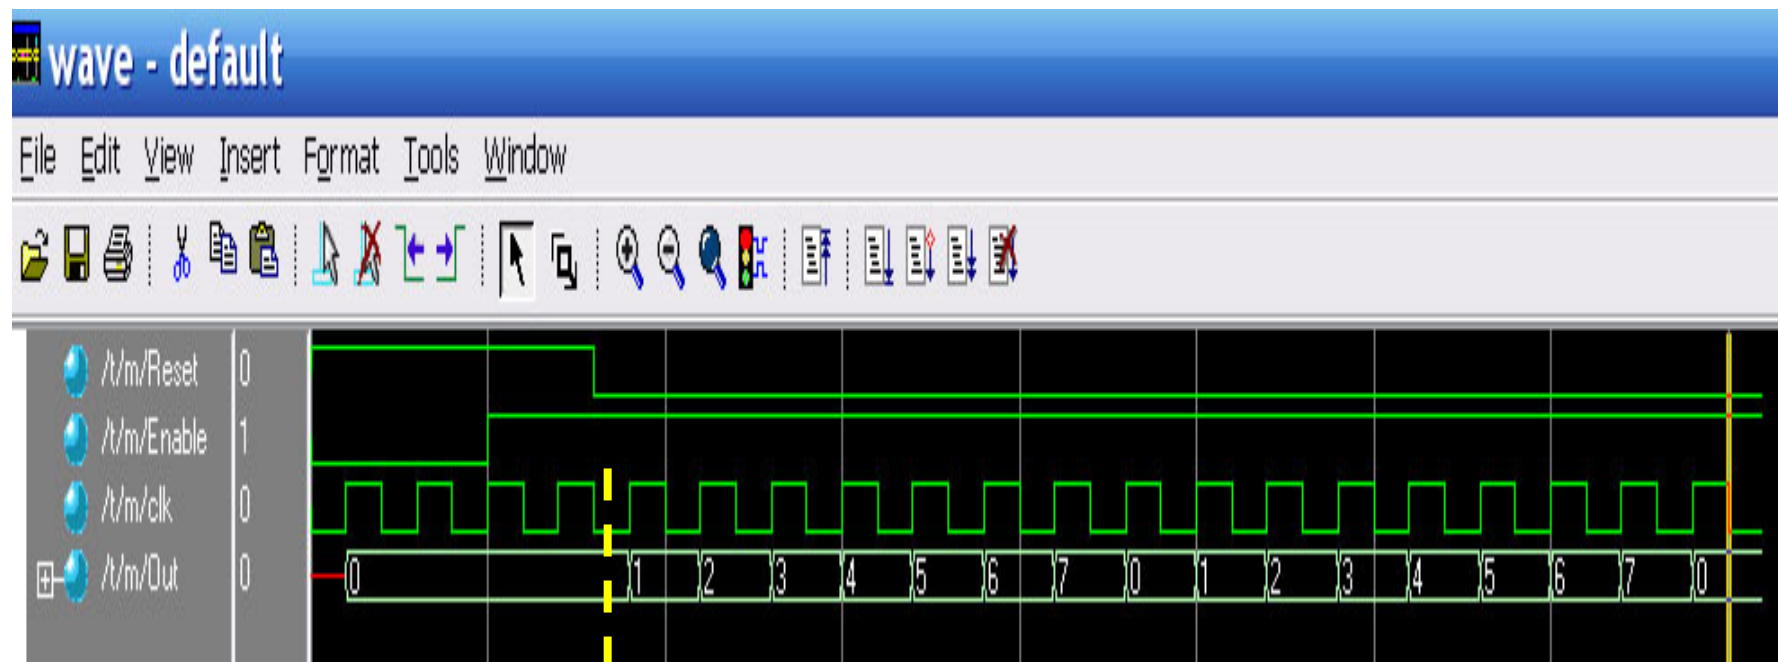 wave - default
File Edit View Insert Format Tools Window
/t/m/Reset 0
/t/m/Enable 1
/t/m/clk 0
/t/m/Out 0 0 1 2 3 4 5 6 7 0 1 2 3 4 5 6 7 0